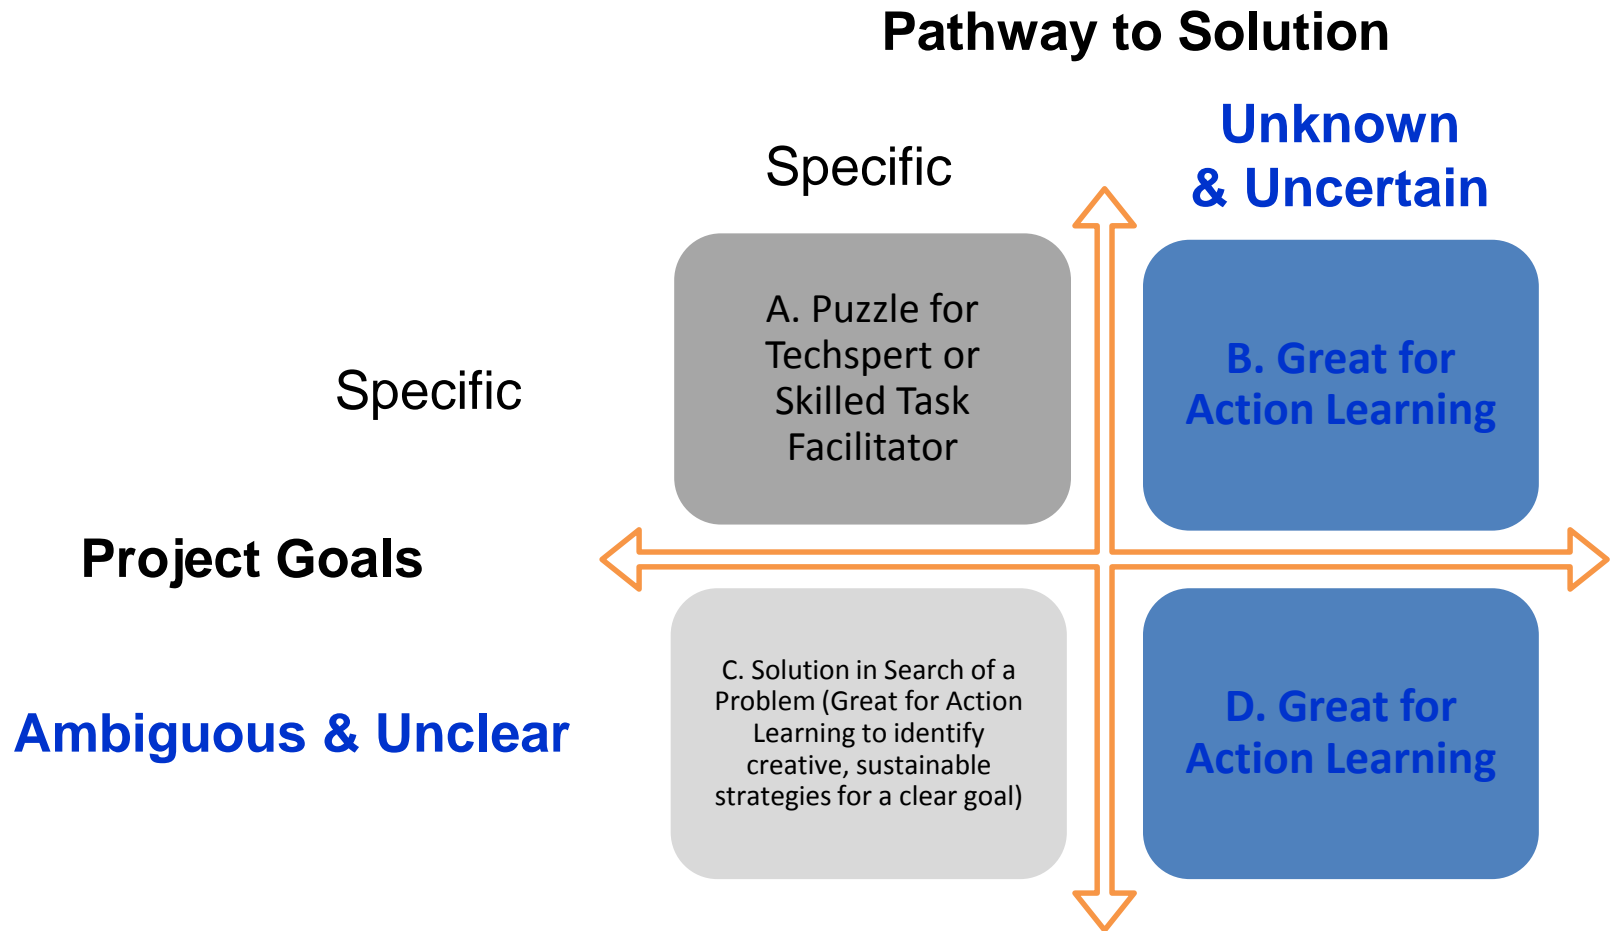 Pathway to Solution
Specific
Unknown
& Uncertain
Specific
A. Puzzle for
Techspert or
Skilled Task
Facilitator
B. Great for
Action Learning
Project Goals
Ambiguous & Unclear
C. Solution in Search of a
Problem (Great for Action
Learning to identify
creative, sustainable
strategies for a clear goal)
D. Great for
Action Learning